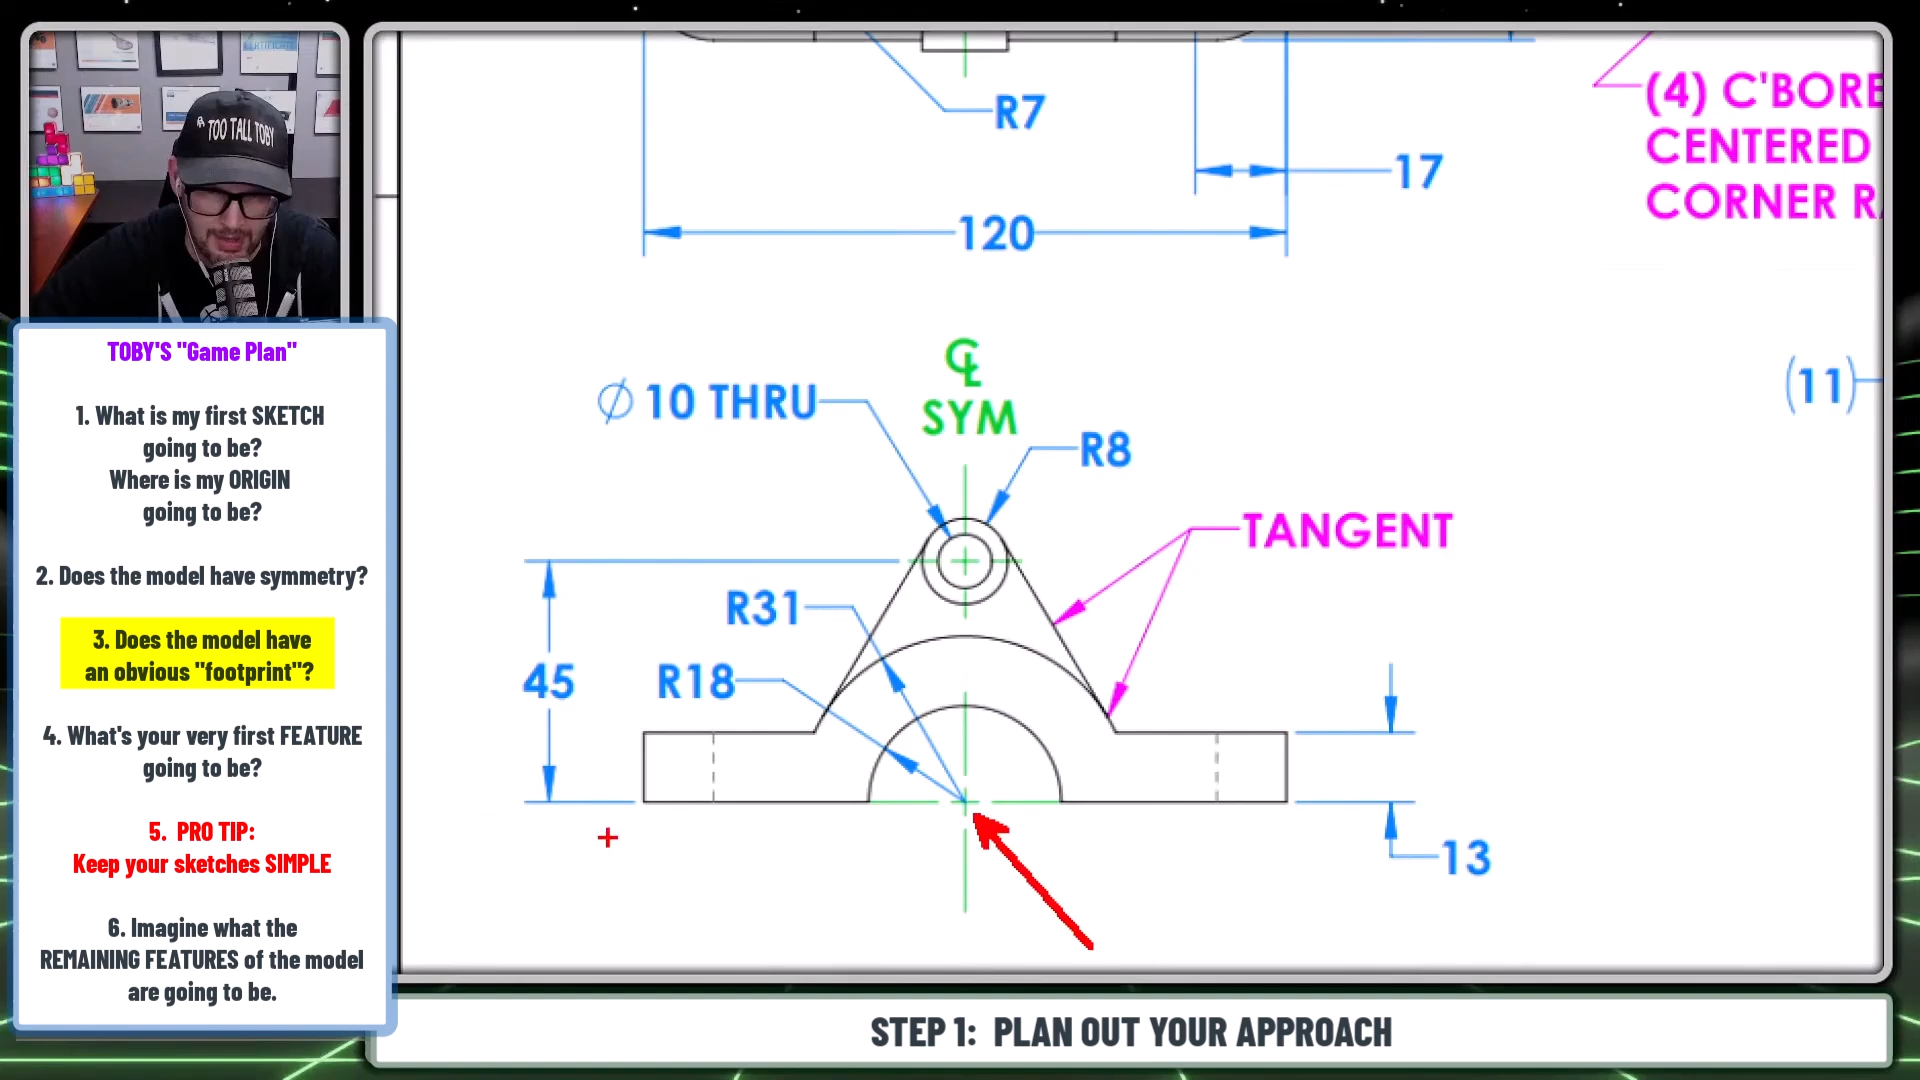 TOO TALL TOBY
TOBY'S "Game Plan"
1. What is my first SKETCH
going to be?
Where is my ORIGIN
going to be?
2. Does the model have symmetry?
3. Does the model have
an obvious "footprint"?
4. What's your very first FEATURE
going to be?
5. PRO TIP:
Keep your sketches SIMPLE
6. Imagine what the
REMAINING FEATURES of the model
are going to be.
R7
17
120
(4) C'BORE
CENTERED
CORNER
(11)
℄
SYM
∅ 10 THRU
R8
TANGENT
R31
R18
45
13
STEP 1: PLAN OUT YOUR APPROACH